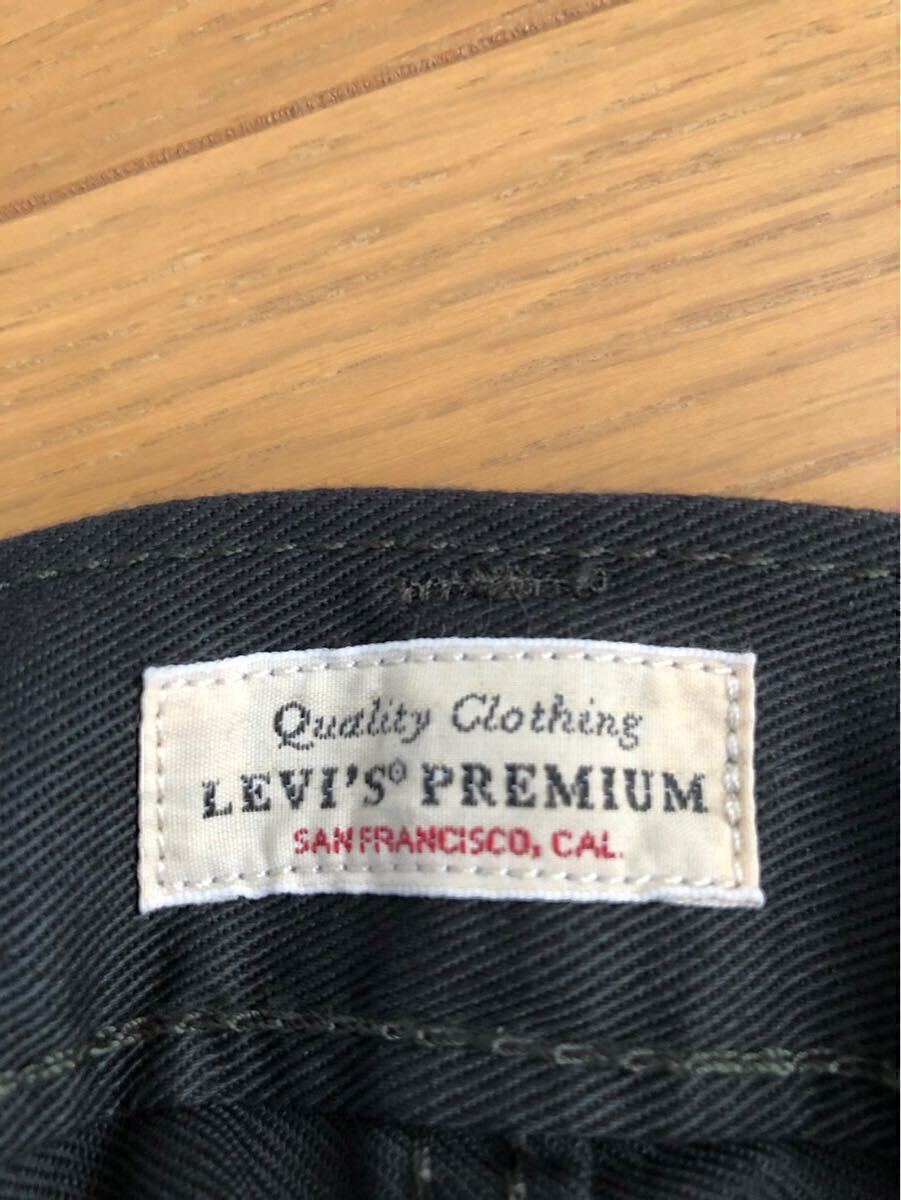 Quality Clothing
LEVI'S® PREMIUM
SAN FRANCISCO, CAL.